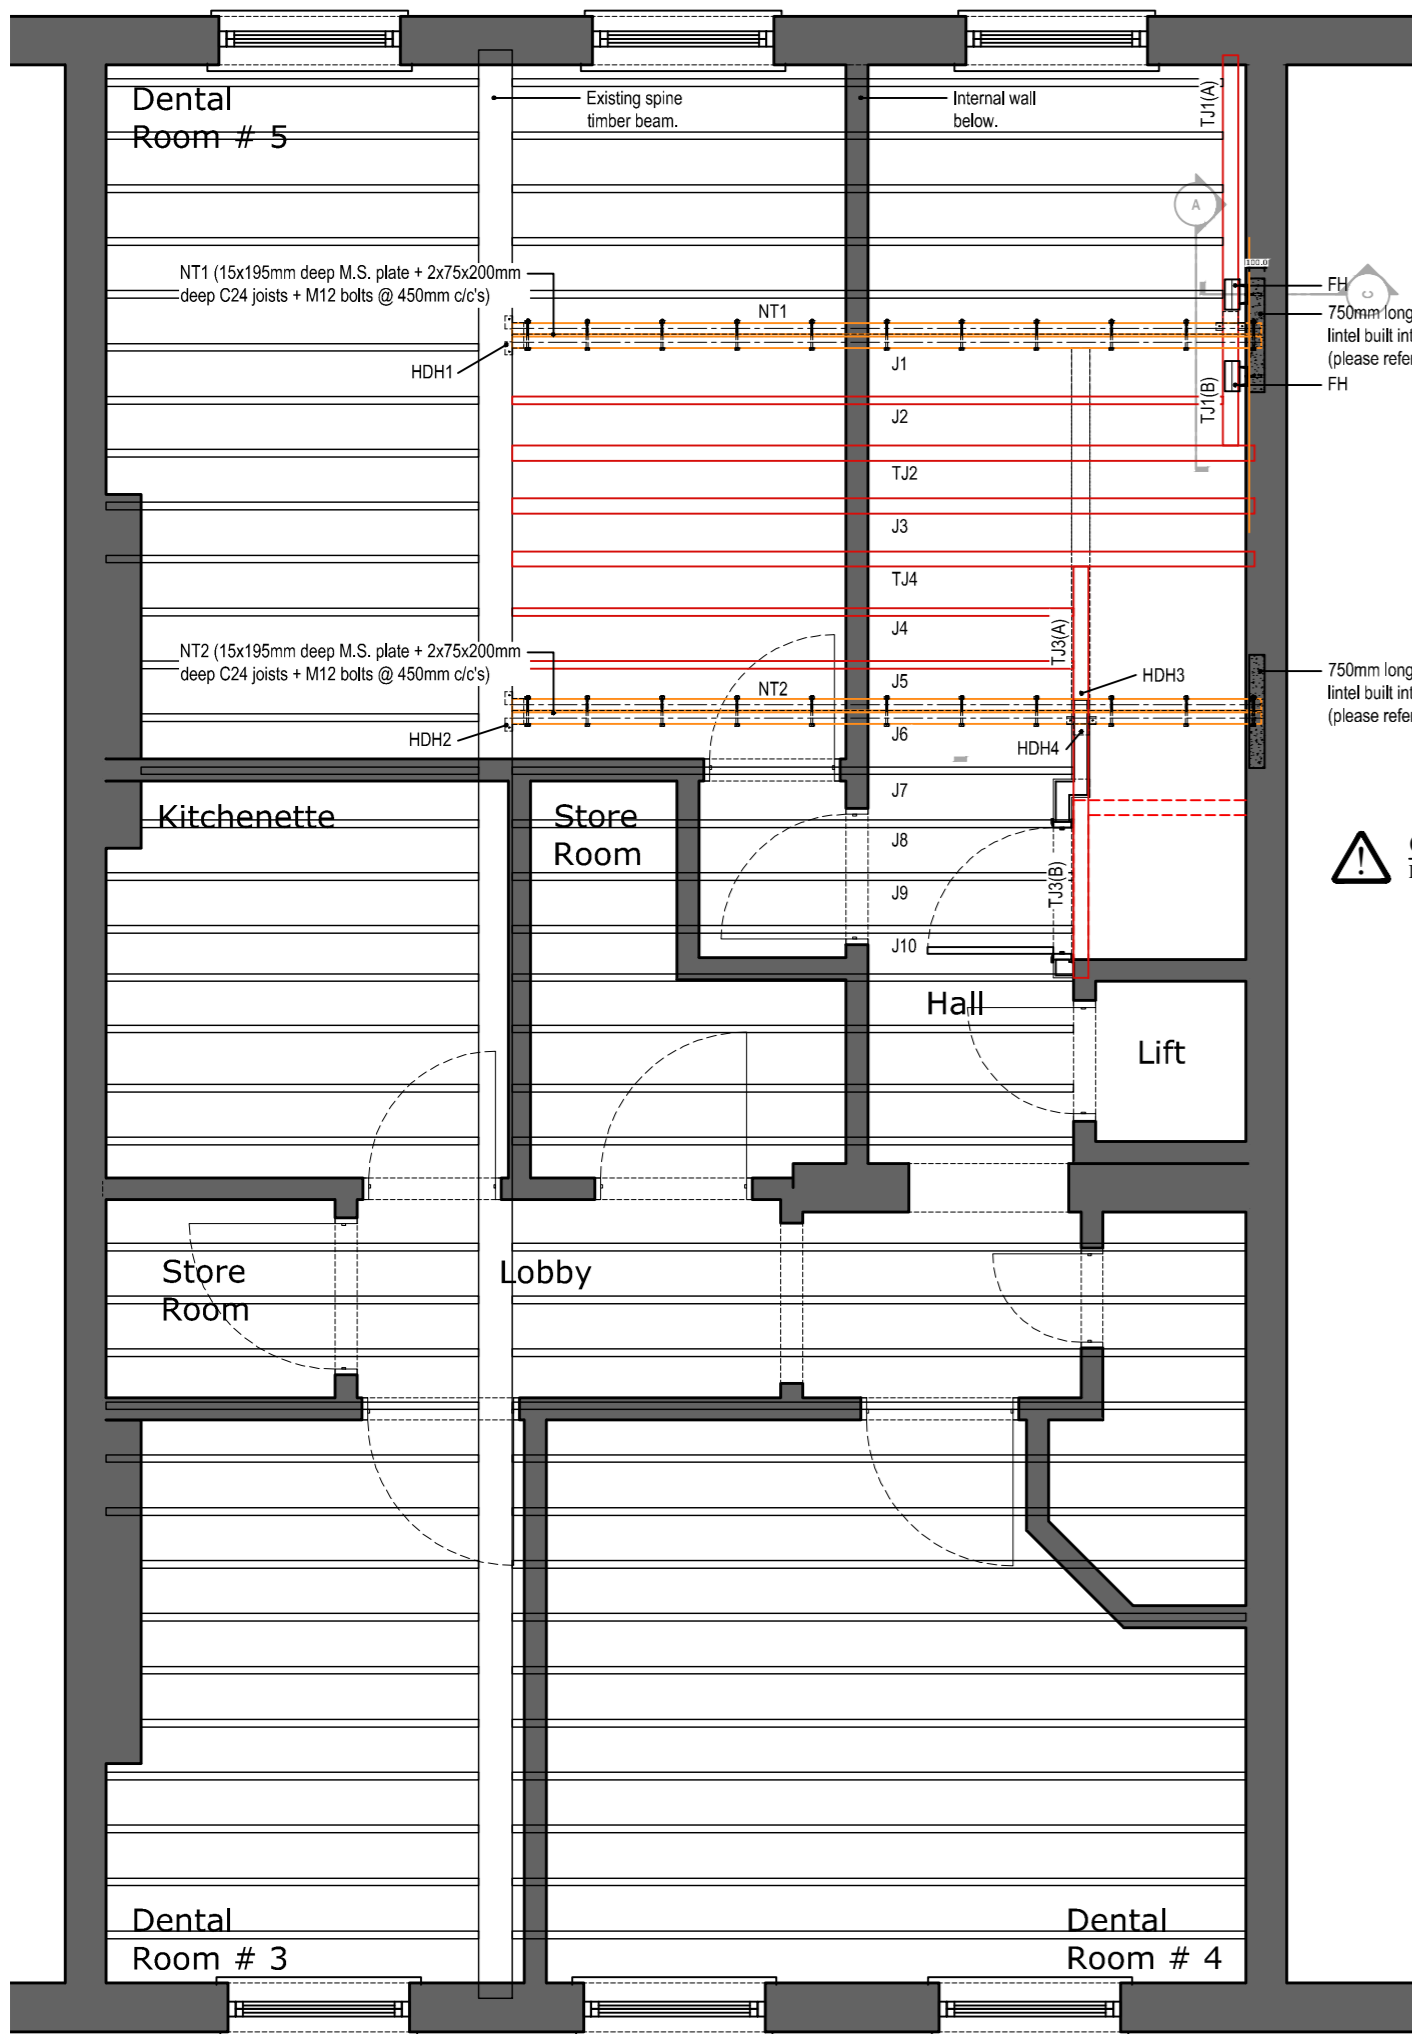 Dental
Room # 5
Existing spine
timber beam.
Internal wall
below.
TJ1(A)
A
NT1 (15x195mm deep M.S. plate + 2x75x200mm
deep C24 joists + M12 bolts @ 450mm c/c's)
NT1
100.0
FH
C
750mm long
lintel built int
(please refer
FH
HDH1
J1
TJ1(B)
J2
TJ2
J3
TJ4
J4
TJ3(A)
NT2 (15x195mm deep M.S. plate + 2x75x200mm
deep C24 joists + M12 bolts @ 450mm c/c's)
J5
NT2
HDH3
750mm long
lintel built int
(please refer
HDH2
J6
HDH4
J7
Kitchenette
Store
Room
J8
!
J9
TJ3(B)
J10
Hall
Lift
Store
Room
Lobby
Dental
Room # 3
Dental
Room # 4